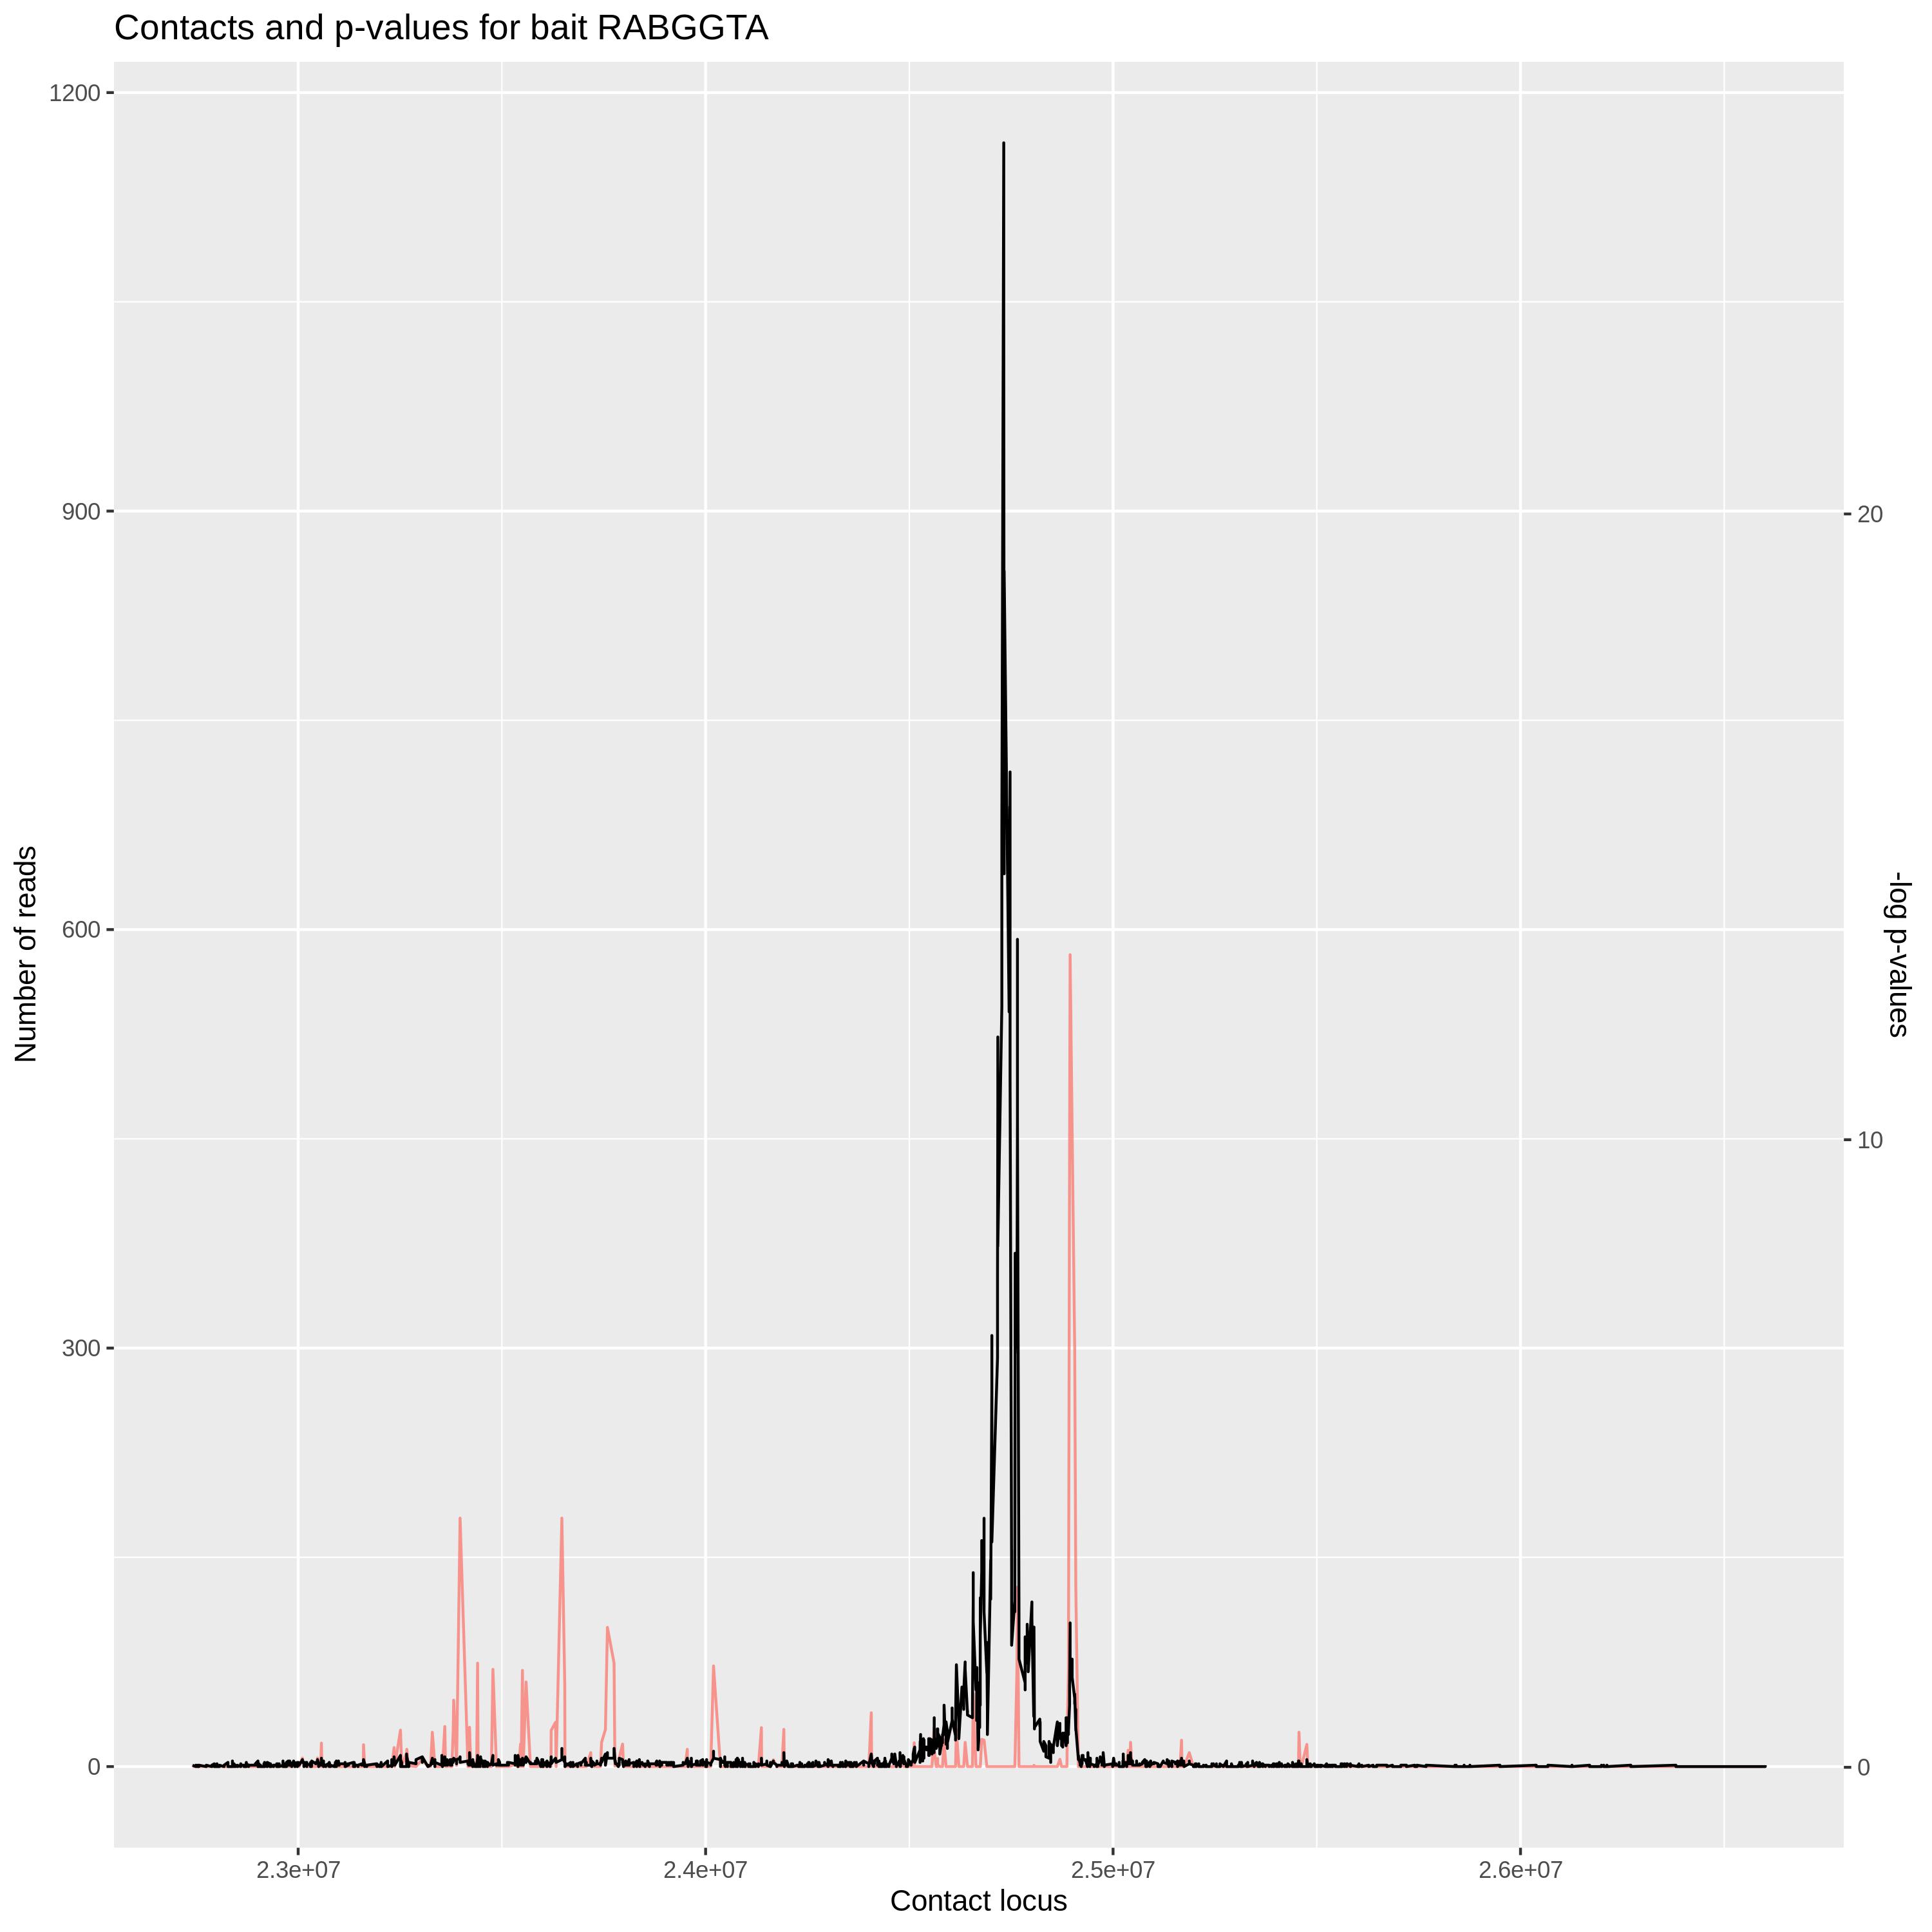 Contacts and p-values for bait RABGGTA
1200
900
600
300
0
Number of reads
20
10
0
-log p-values
2.3e+07
2.4e+07
2.5e+07
2.6e+07
Contact locus